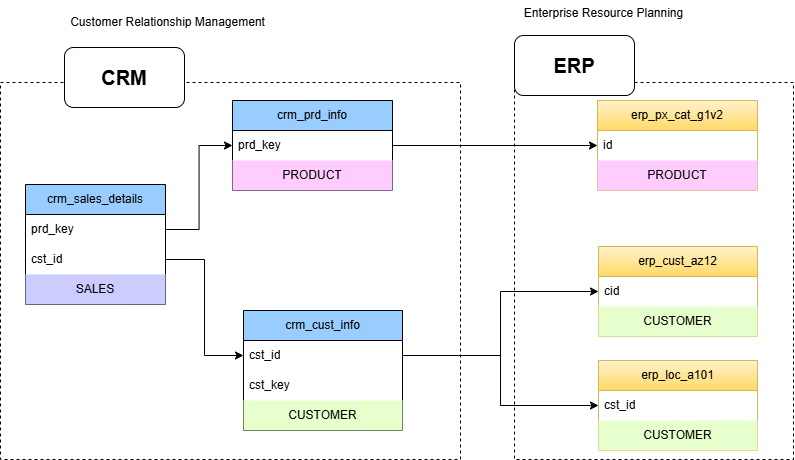 Customer Relationship Management
Enterprise Resource Planning
CRM
ERP
crm_prd_info
prd_key
PRODUCT
erp_px_cat_g1v2
id
PRODUCT
crm_sales_details
prd_key
cst_id
SALES
erp_cust_az12
cid
CUSTOMER
crm_cust_info
cst_id
cst_key
CUSTOMER
erp_loc_a101
cst_id
CUSTOMER